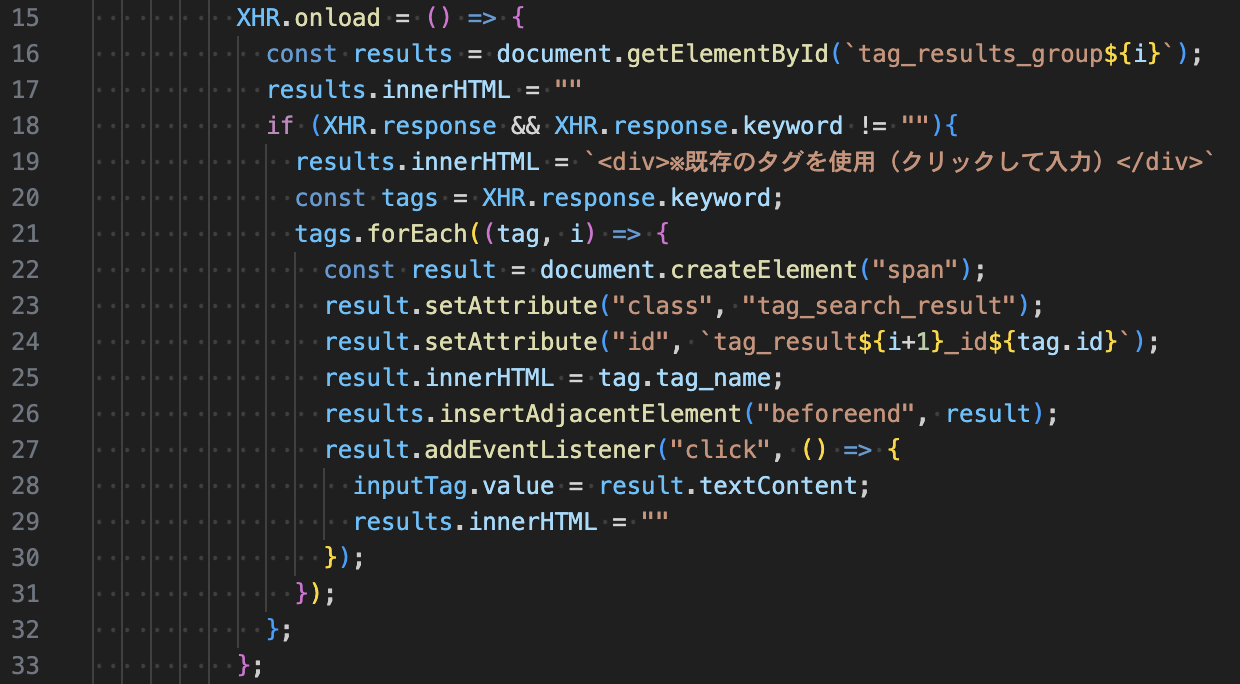 15 XHR.onload = () => {
16 const results = document.getElementById(`tag_results_group${i}`);
17 results.innerHTML = ""
18 if (XHR.response && XHR.response.keyword != ""){
19 results.innerHTML = `<div>※既存のタグを使用（クリックして入力）</div>`
20 const tags = XHR.response.keyword;
21 tags.forEach((tag, i) => {
22 const result = document.createElement("span");
23 result.setAttribute("class", "tag_search_result");
24 result.setAttribute("id", `tag_result${i+1}_id${tag.id}`);
25 result.innerHTML = tag.tag_name;
26 results.insertAdjacentElement("beforeend", result);
27 result.addEventListener("click", () => {
28 inputTag.value = result.textContent;
29 results.innerHTML = ""
30 });
31 });
32 };
33 };